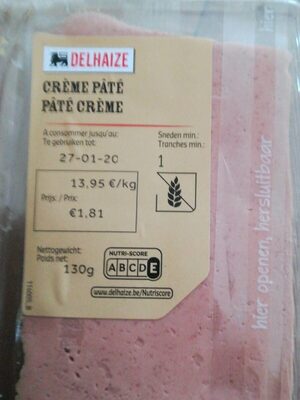 DELHAIZE
CRÈME PÂTÉ
PÂTÉ CRÈME
A consommer jusqu'au:
Te gebruiken tot:
27-01-20
Sneden min.:
Tranches min.:
1
13,95 €/kg
Prijs: / Prix:
€1,81
Nettogewicht:
Poids net:
130g
NUTRI-SCORE
A B C D E
www.delhaize.be/Nutriscore
hier openen, hersluitbaar
hier